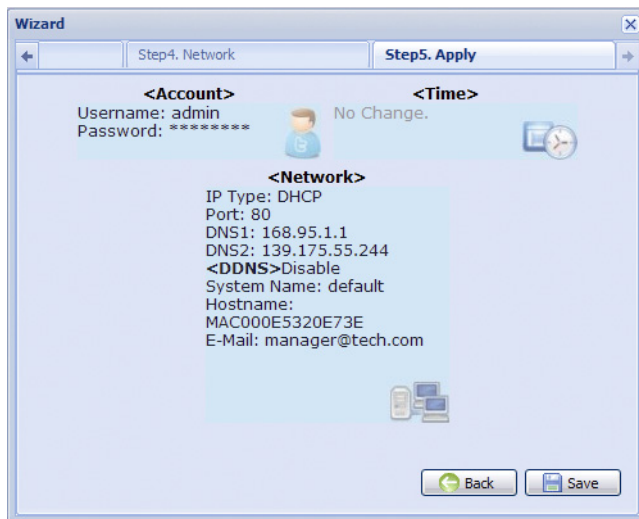 Wizard
Step4. Network
Step5. Apply
<Account>
Username: admin
Password: ********
<Time>
No Change.
<Network>
IP Type: DHCP
Port: 80
DNS1: 168.95.1.1
DNS2: 139.175.55.244
<DDNS>Disable
System Name: default
Hostname:
MAC000E5320E73E
E-Mail: manager@tech.com
Back
Save